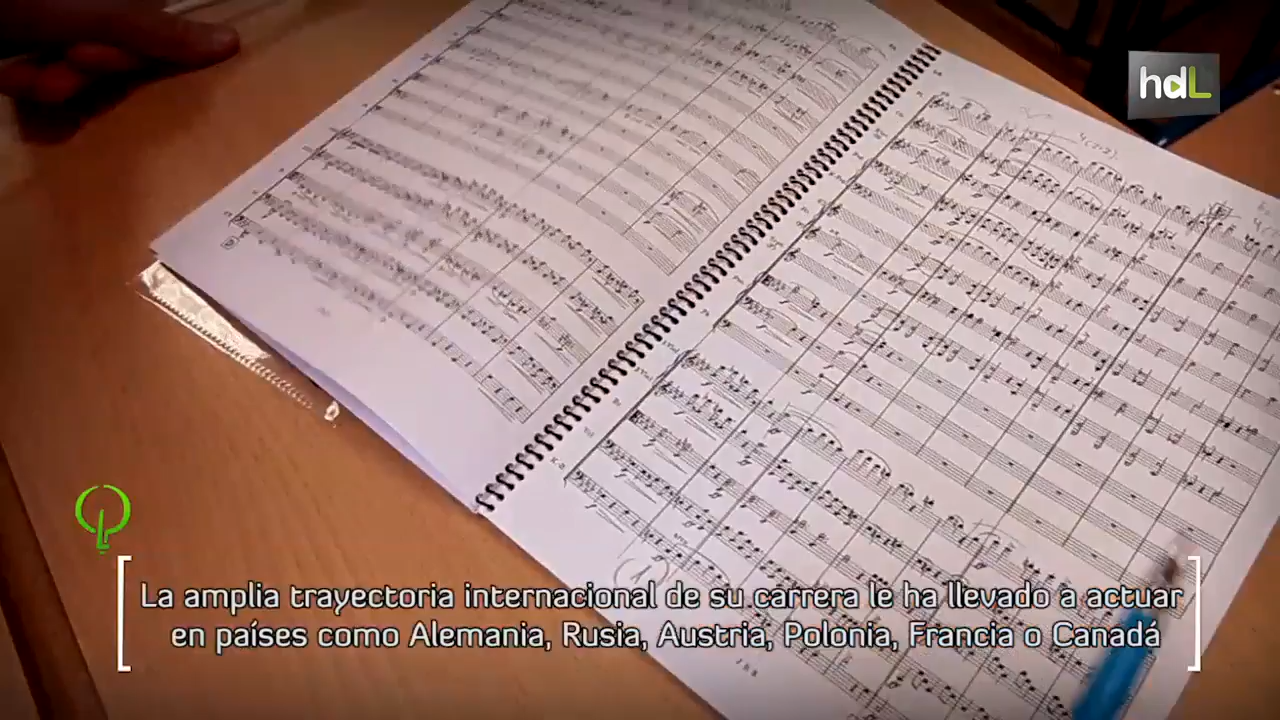 hdL
La amplia trayectoria internacional de su carrera le ha llevado a actuar
en países como Alemania, Rusia, Austria, Polonia, Francia o Canadá